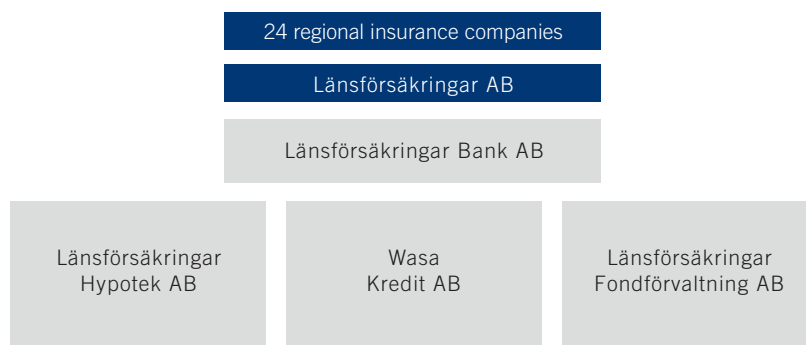 24 regional insurance companies
Länsförsäkringar AB
Länsförsäkringar Bank AB
Länsförsäkringar
Hypotek AB
Wasa
Kredit AB
Länsförsäkringar
Fondförvaltning AB